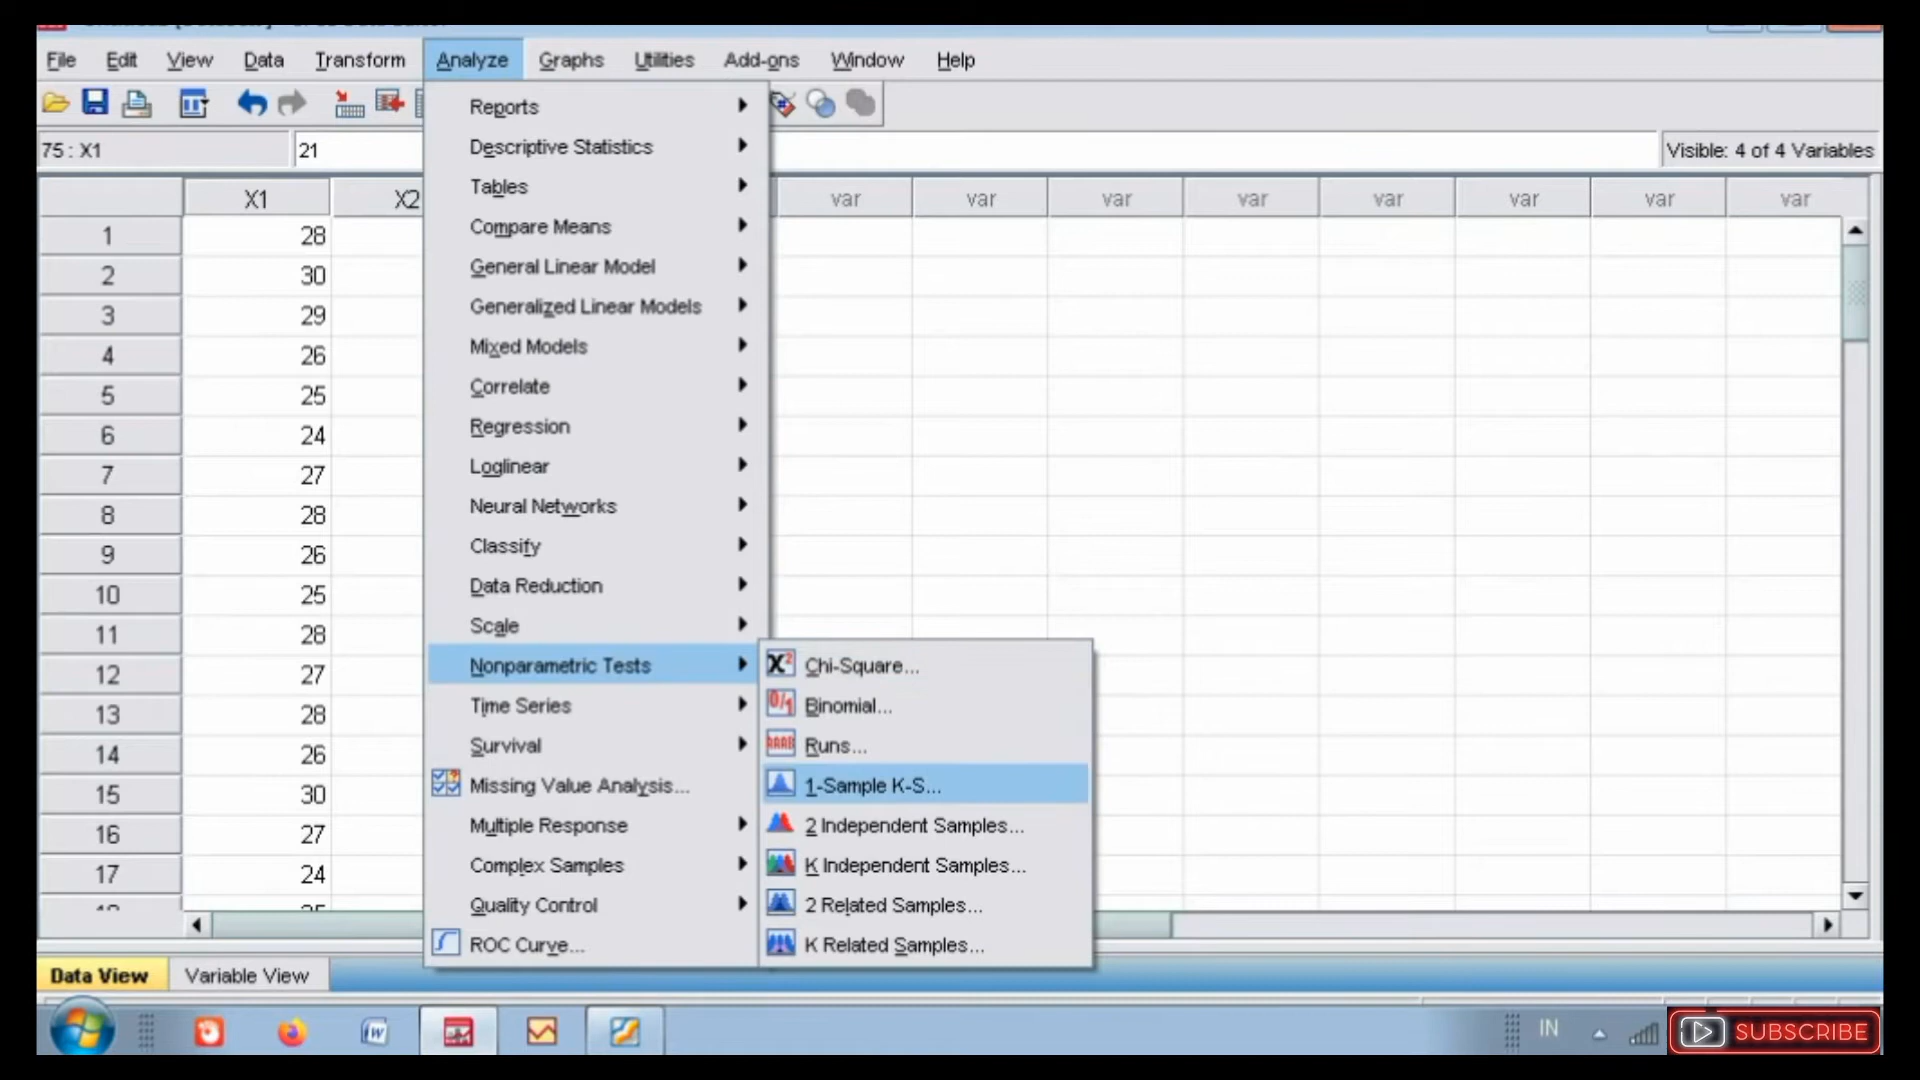 File Edit View Data Transform Analyze Graphs Utilities Add-ons Window Help
75 : X1 21 Visible: 4 of 4 Variables
X1 X2 var var var var var var var var
1 28
2 30
3 29
4 26
5 25
6 24
7 27
8 28
9 26
10 25
11 28
12 27
13 28
14 26
15 30
16 27
17 24
Reports
Descriptive Statistics
Tables
Compare Means
General Linear Model
Generalized Linear Models
Mixed Models
Correlate
Regression
Loglinear
Neural Networks
Classify
Data Reduction
Scale
Nonparametric Tests
Time Series
Survival
Missing Value Analysis...
Multiple Response
Complex Samples
Quality Control
ROC Curve...
Chi-Square...
Binomial...
Runs...
1-Sample K-S...
2 Independent Samples...
K Independent Samples...
2 Related Samples...
K Related Samples...
Data View Variable View
IN
SUBSCRIBE